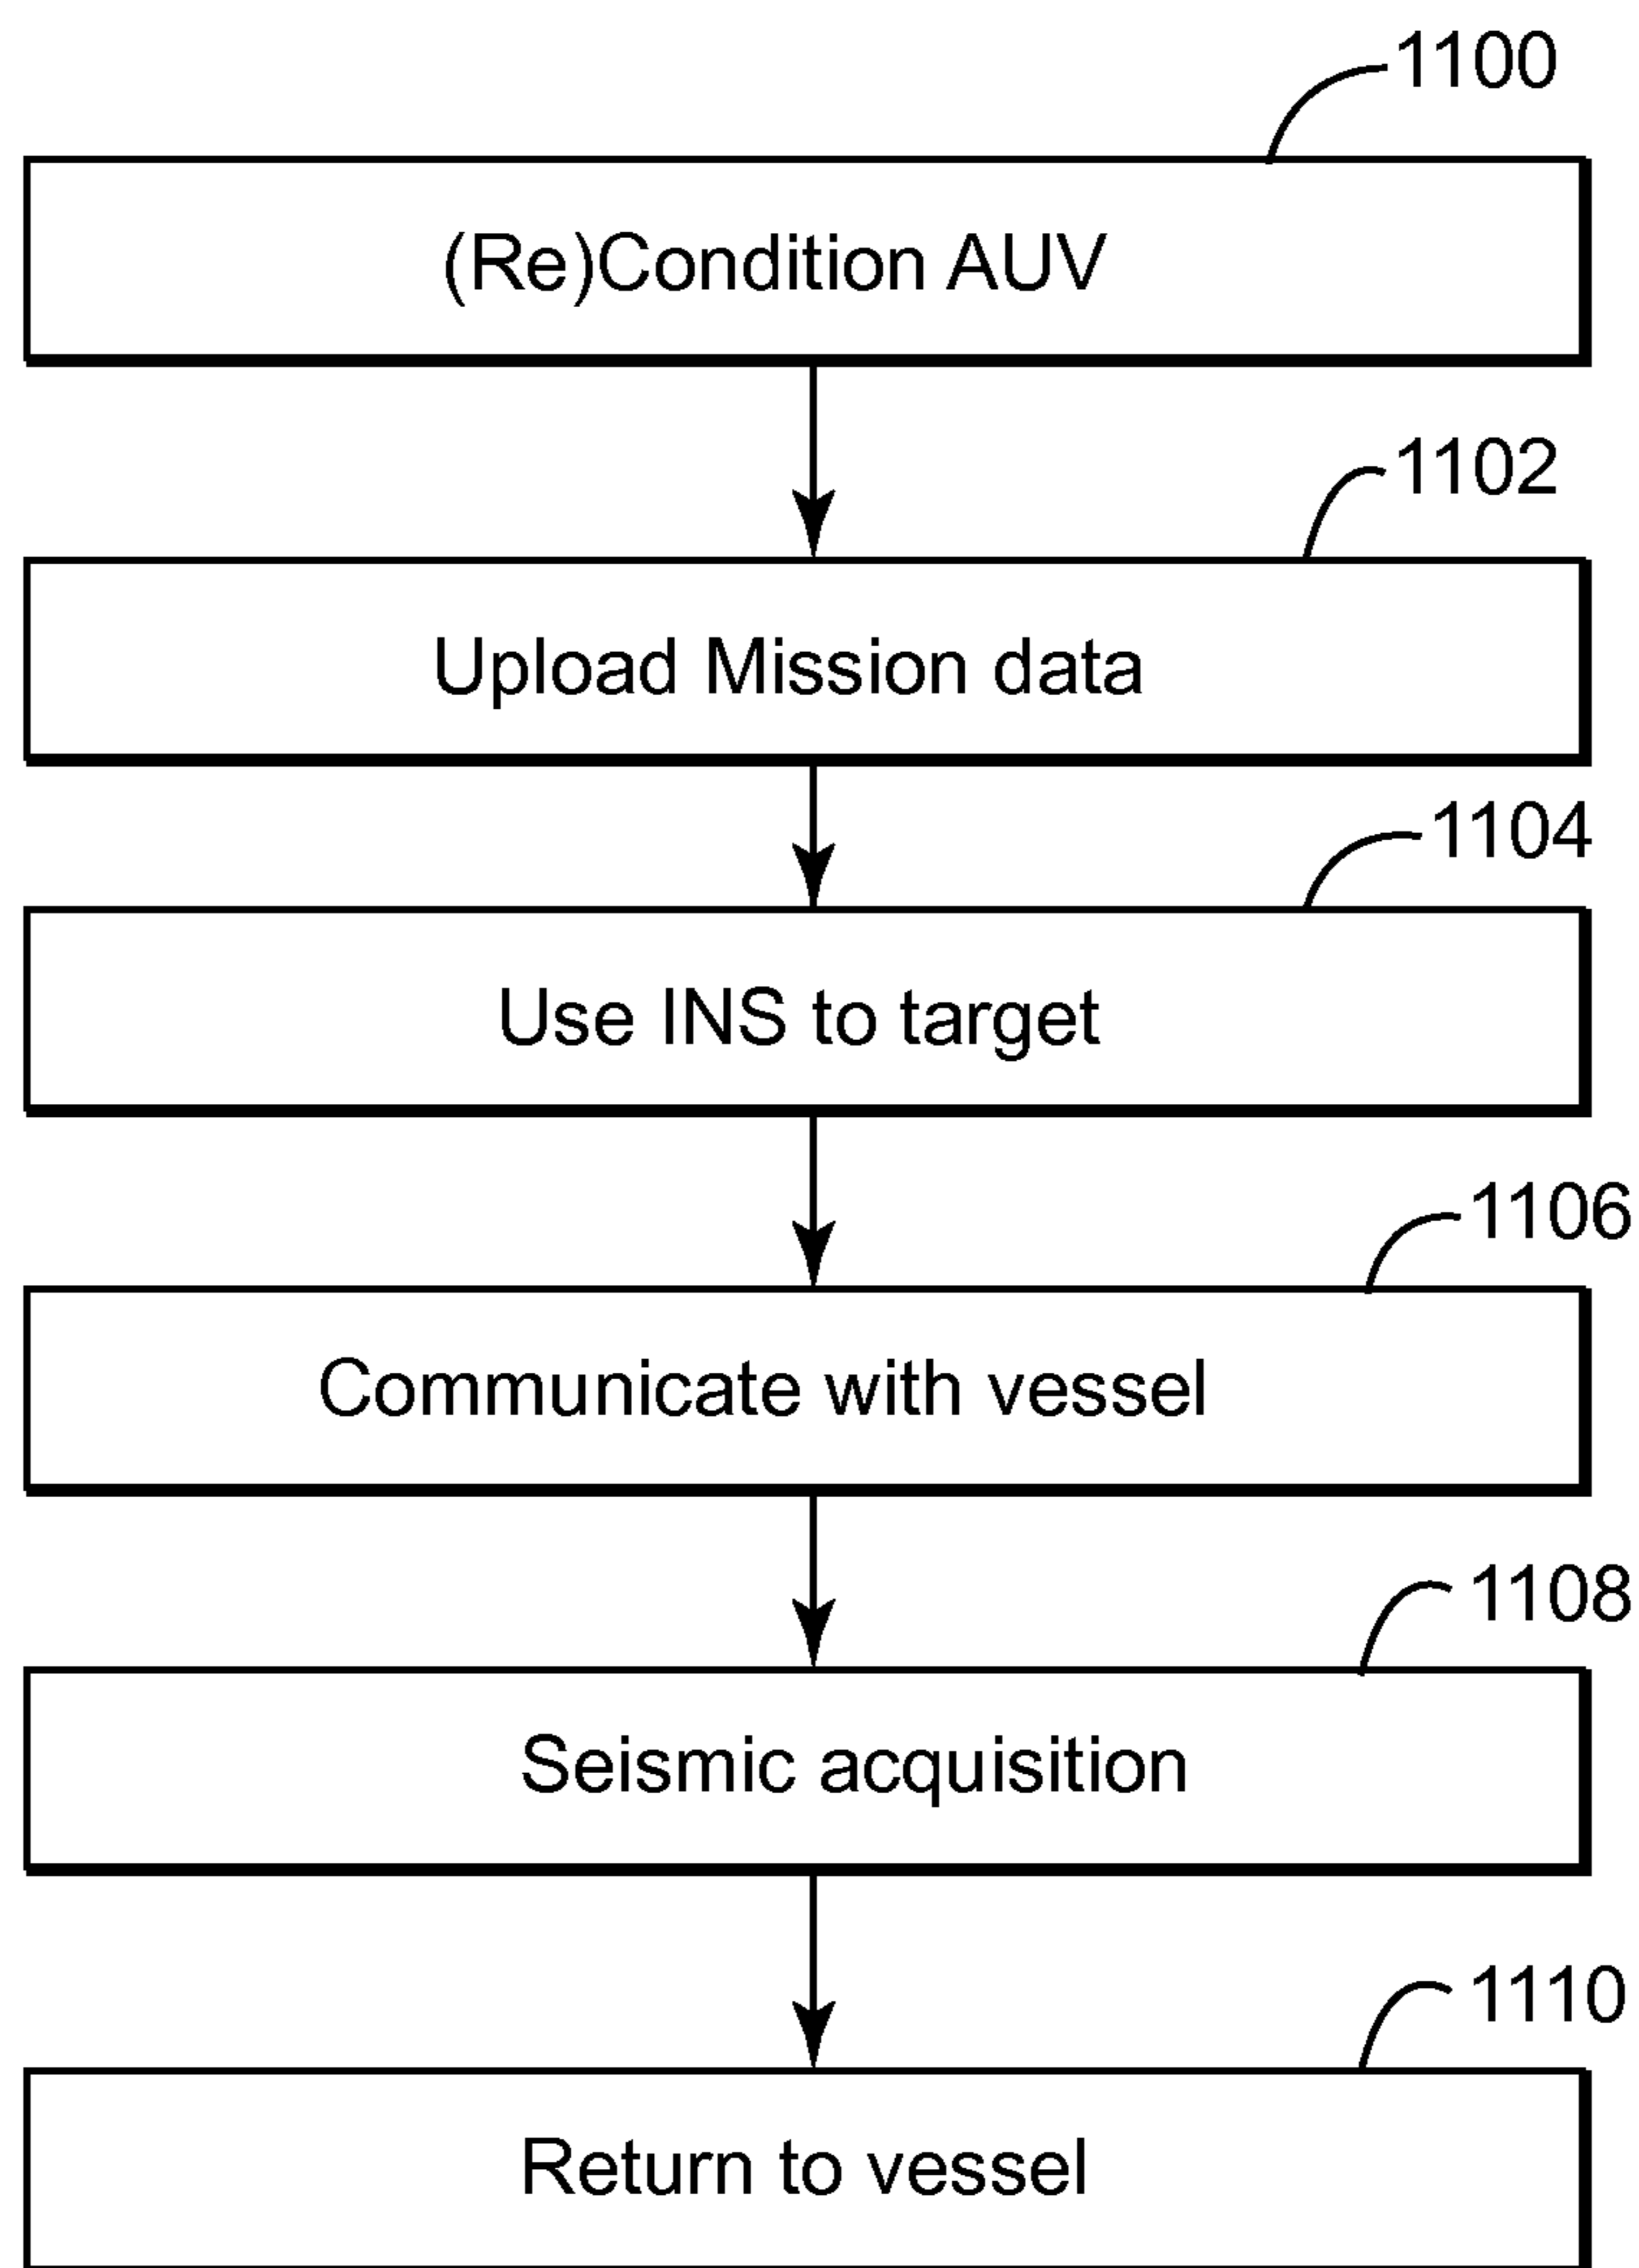 1100
(Re)Condition AUV
1102
Upload Mission data
1104
Use INS to target
1106
Communicate with vessel
1108
Seismic acquisition
1110
Return to vessel